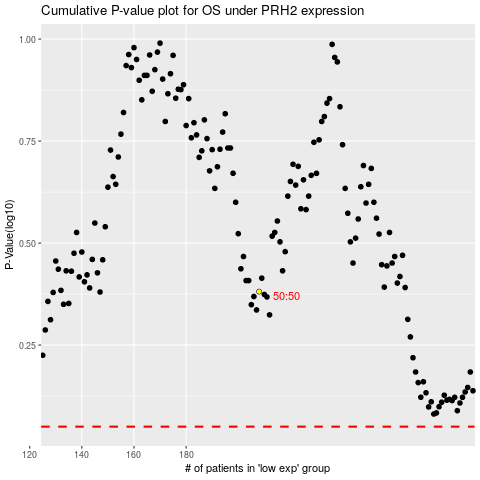 Cumulative P-value plot for OS under PRH2 expression
P-Value(log10)
1.00
0.75
0.50
0.25
50:50
120 140 160 180
# of patients in 'low exp' group